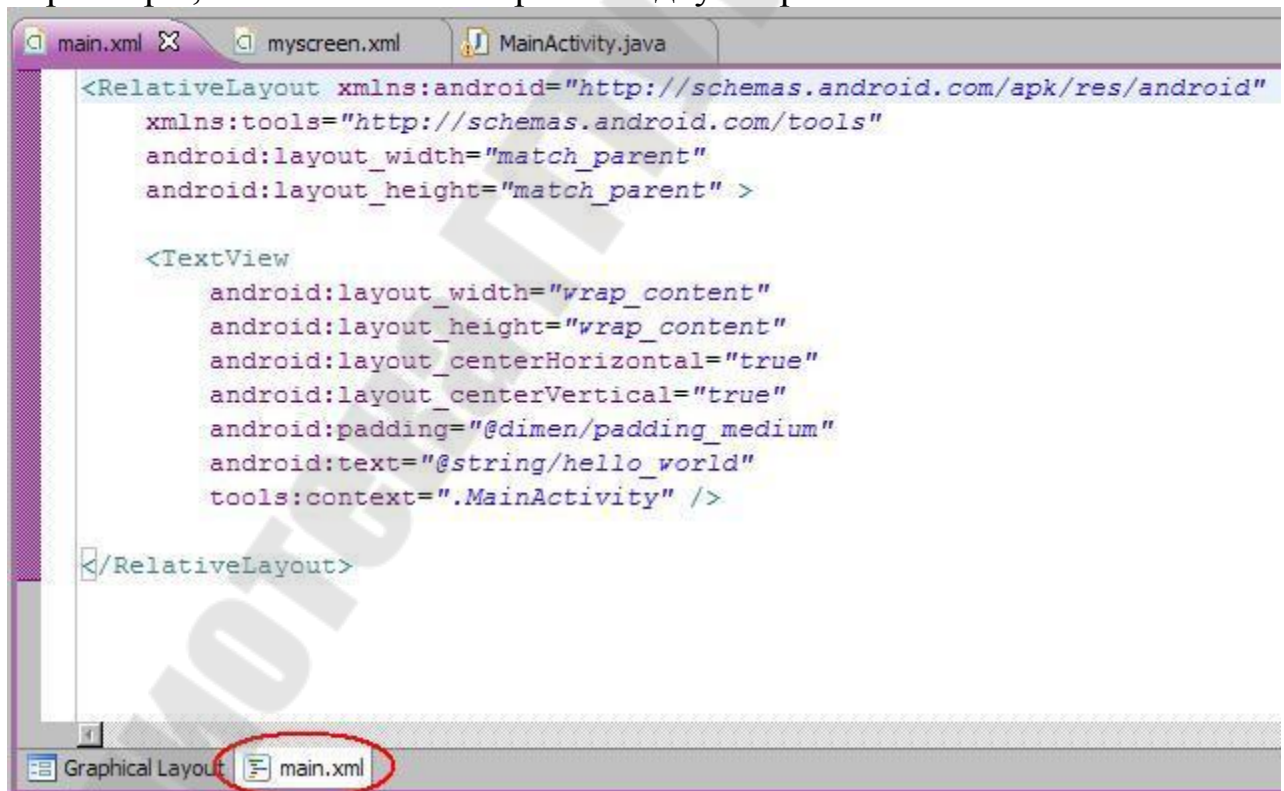 main.xml myscreen.xml MainActivity.java
<RelativeLayout xmlns:android="http://schemas.android.com/apk/res/android"
xmlns:tools="http://schemas.android.com/tools"
android:layout_width="match_parent"
android:layout_height="match_parent" >
<TextView
android:layout_width="wrap_content"
android:layout_height="wrap_content"
android:layout_centerHorizontal="true"
android:layout_centerVertical="true"
android:padding="@dimen/padding_medium"
android:text="@string/hello_world"
tools:context=".MainActivity" />
</RelativeLayout>
Graphical Layout main.xml